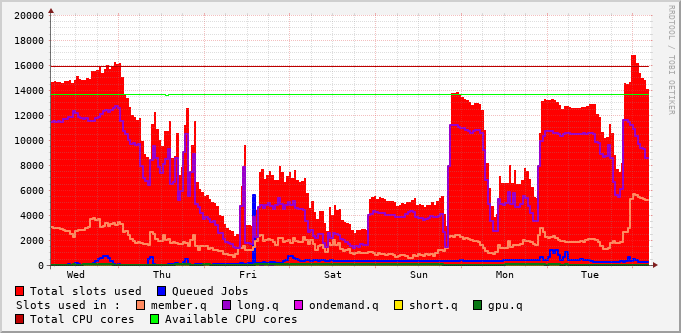 RRDTOOL / TOBI OETIKER
20000
18000
16000
14000
12000
10000
8000
6000
4000
2000
0
Wed Thu Fri Sat Sun Mon Tue
Total slots used Queued Jobs
Slots used in : member.q long.q ondemand.q short.q gpu.q
Total CPU cores Available CPU cores